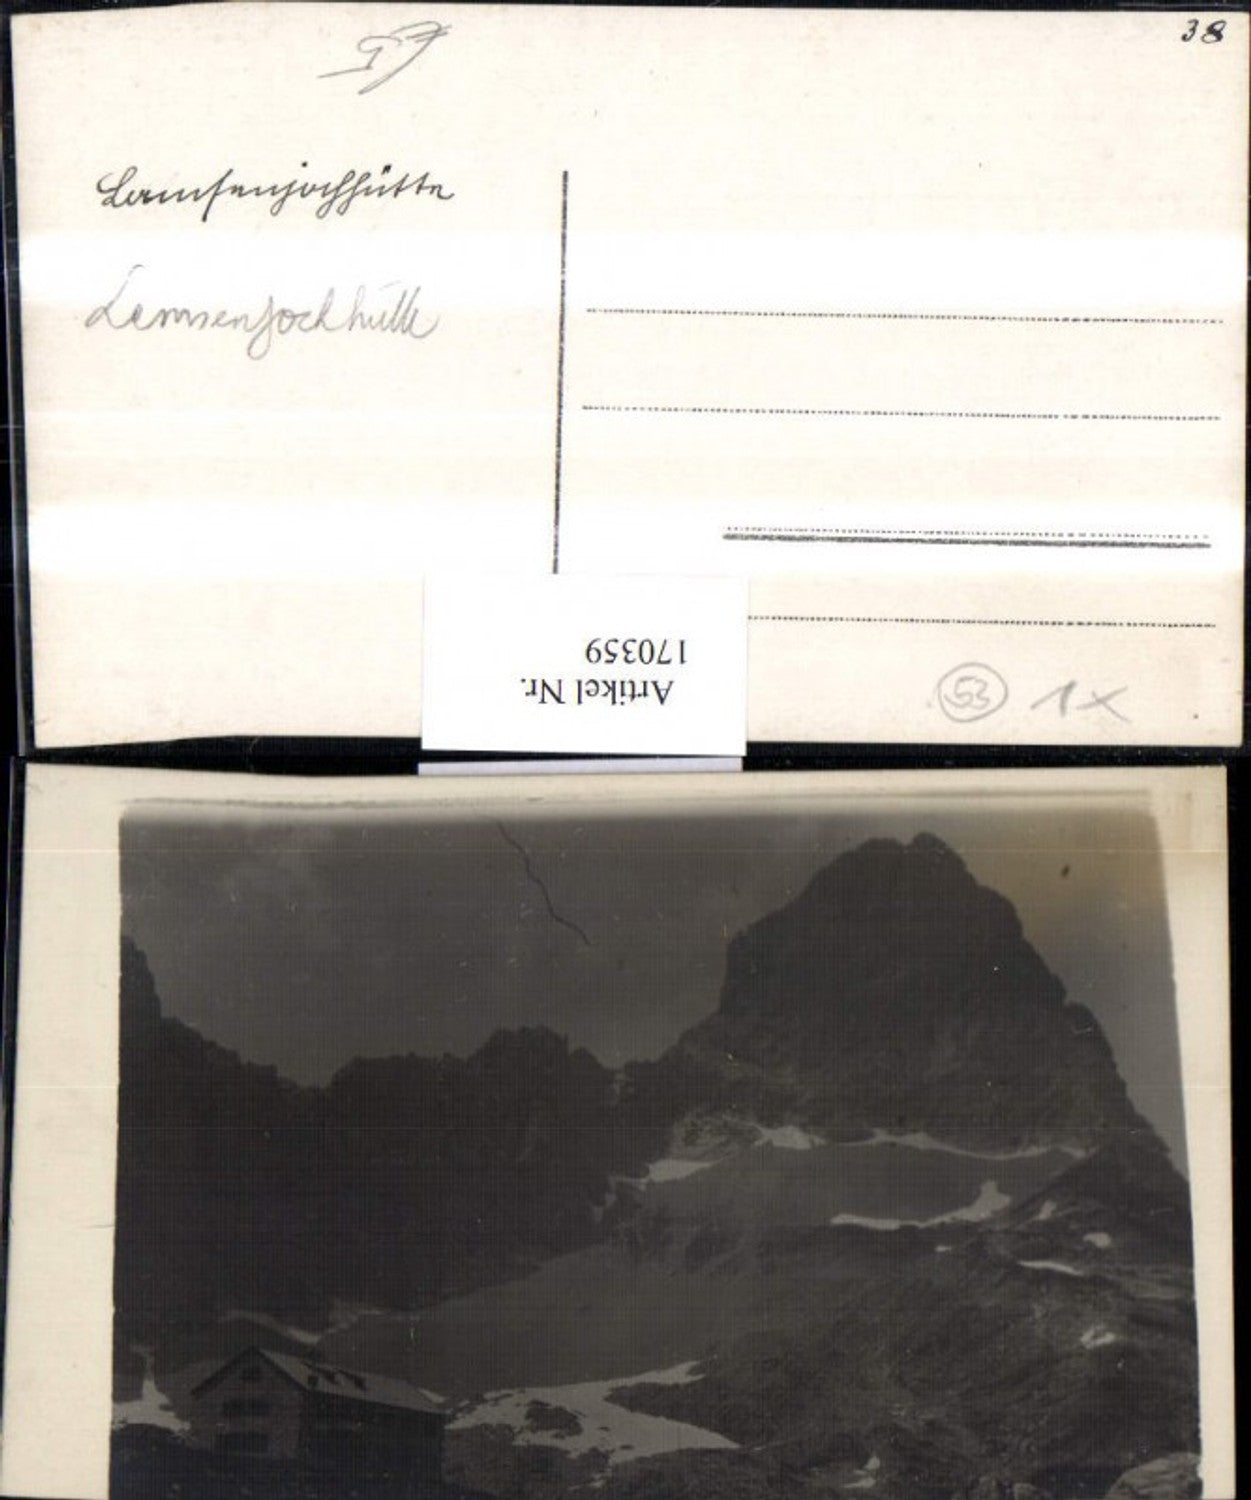 38
Lamsenjochhütte
Lamsenjochhütte
Artikel Nr.
170359
53 1x